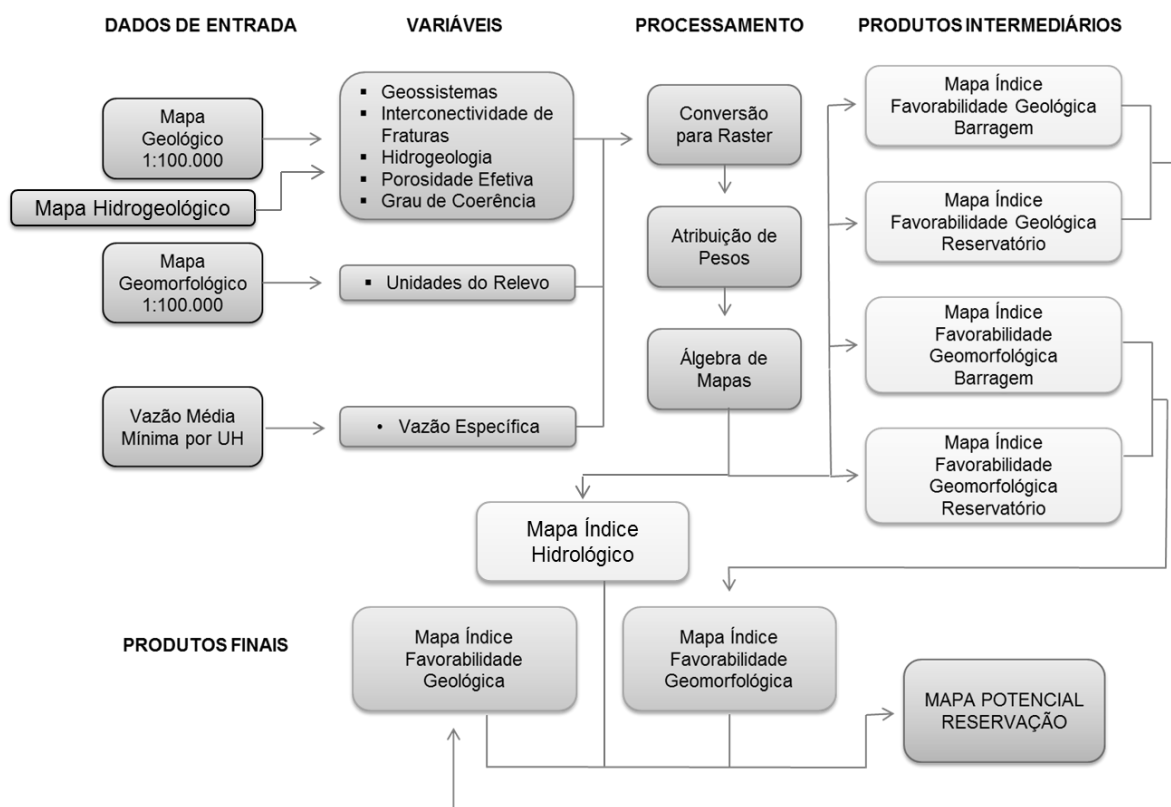 DADOS DE ENTRADA
VARIÁVEIS
PROCESSAMENTO
PRODUTOS INTERMEDIÁRIOS
Mapa
Geológico
1:100.000
Mapa Hidrogeológico
Mapa
Geomorfológico
1:100.000
Vazão Média
Mínima por UH
▪ Geossistemas
▪ Interconectividade de
Fraturas
▪ Hidrogeologia
▪ Porosidade Efetiva
▪ Grau de Coerência
▪ Unidades do Relevo
• Vazão Específica
Conversão
para Raster
Atribuição de
Pesos
Álgebra de
Mapas
Mapa Índice
Favorabilidade Geológica
Barragem
Mapa Índice
Favorabilidade Geológica
Reservatório
Mapa Índice
Favorabilidade
Geomorfológica
Barragem
Mapa Índice
Favorabilidade
Geomorfológica
Reservatório
Mapa Índice
Hidrológico
PRODUTOS FINAIS
Mapa Índice
Favorabilidade
Geológica
Mapa Índice
Favorabilidade
Geomorfológica
MAPA POTENCIAL
RESERVAÇÃO